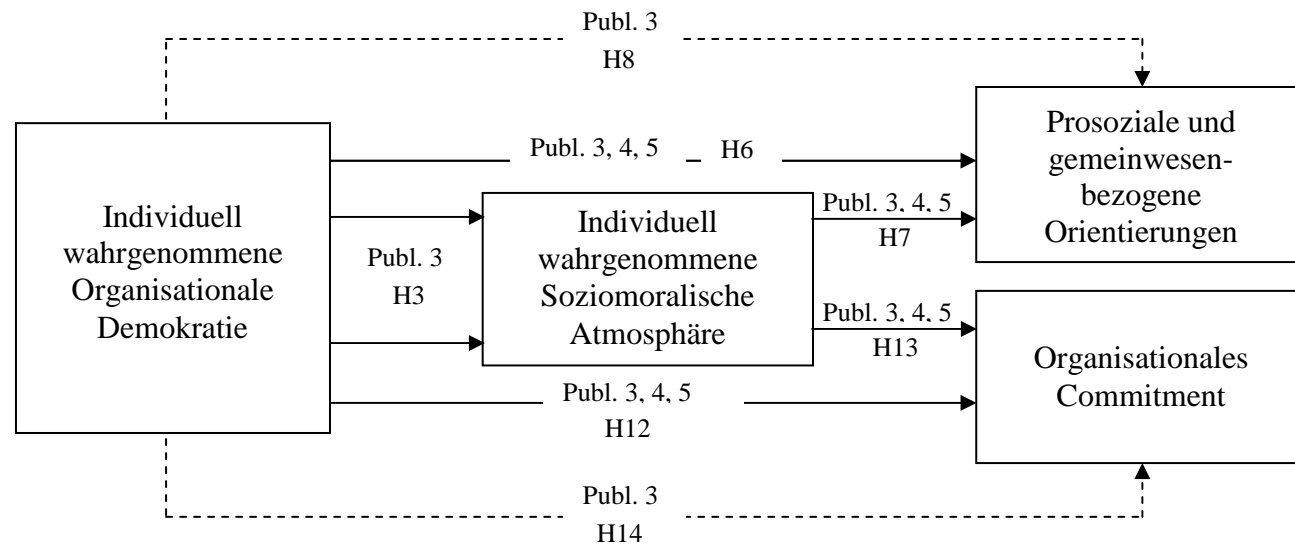 Publ. 3
H8
Publ. 3, 4, 5 H6
Individuell
wahrgenommene
Organisationale
Demokratie
Publ. 3
H3
Individuell
wahrgenommene
Soziomoralische
Atmosphäre
Publ. 3, 4, 5
H7
Prosoziale und
gemeinwesen-
bezogene
Orientierungen
Publ. 3, 4, 5
H13
Organisationales
Commitment
Publ. 3, 4, 5
H12
Publ. 3
H14